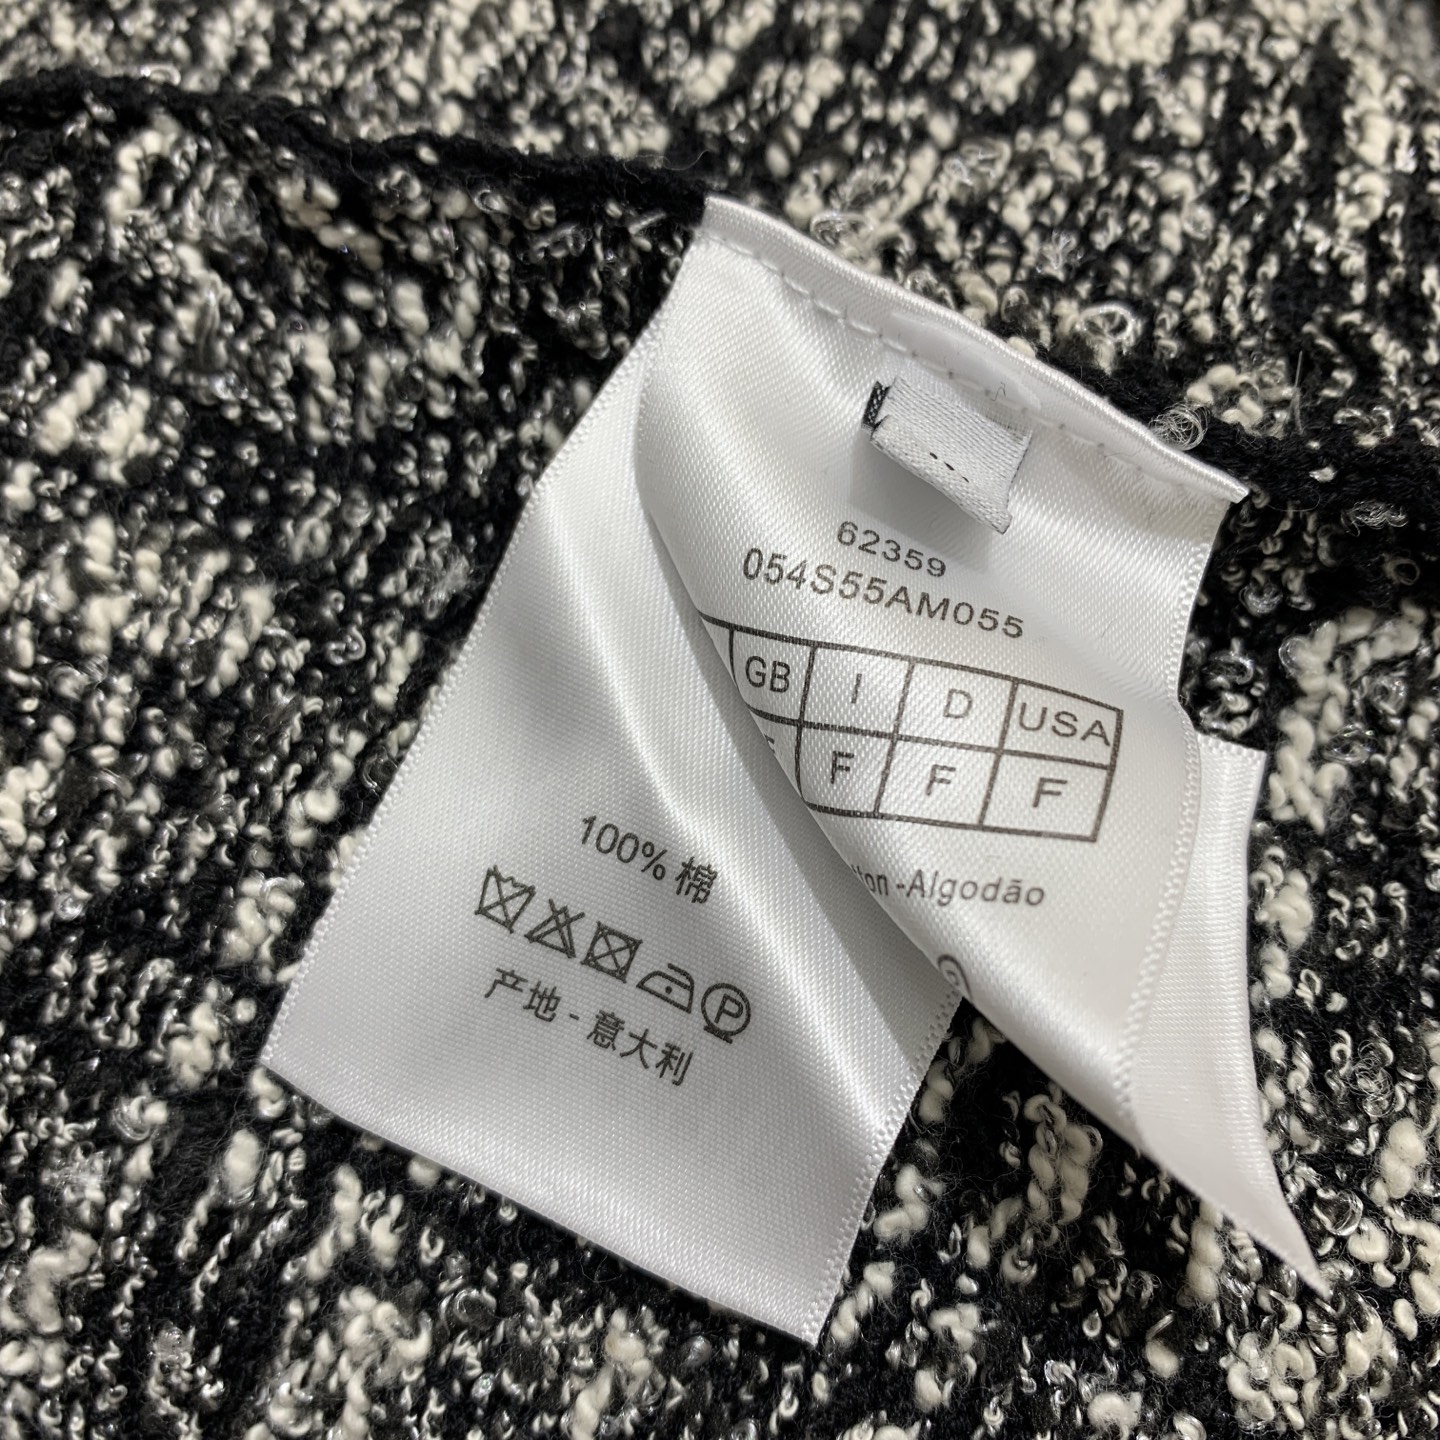 62359
054S55AM055
GB I D USA
F F F
-Algodão
100% 棉
P
产地 - 意大利